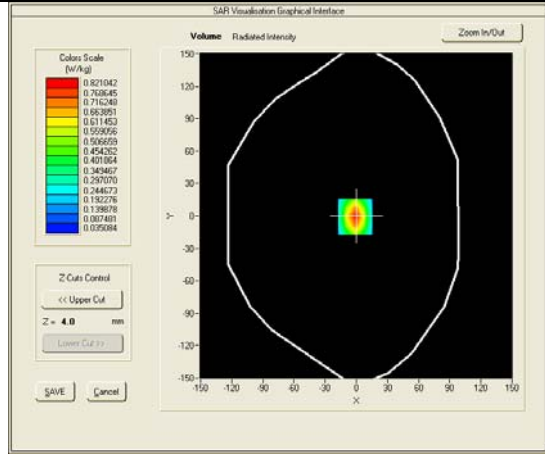 SAR Visualisation Graphical Interface
Volume Radiated Intensity
Zoom In/Out
Colors Scale
(W/kg)
0.821042
0.768645
0.716248
0.663851
0.611453
0.559056
0.506659
0.454262
0.401864
0.349467
0.297070
0.244673
0.192276
0.139878
0.087481
0.035084
Z Cuts Control
<< Upper Cut
Z = 4.0 mm
Lower Cut >>
SAVE
Cancel
150-
120-
90-
60-
30-
Y
0-
-30-
-60-
-90-
-120-
-150-
-150 -120 -90 -60 -30 0 30 60 90 120 150
X